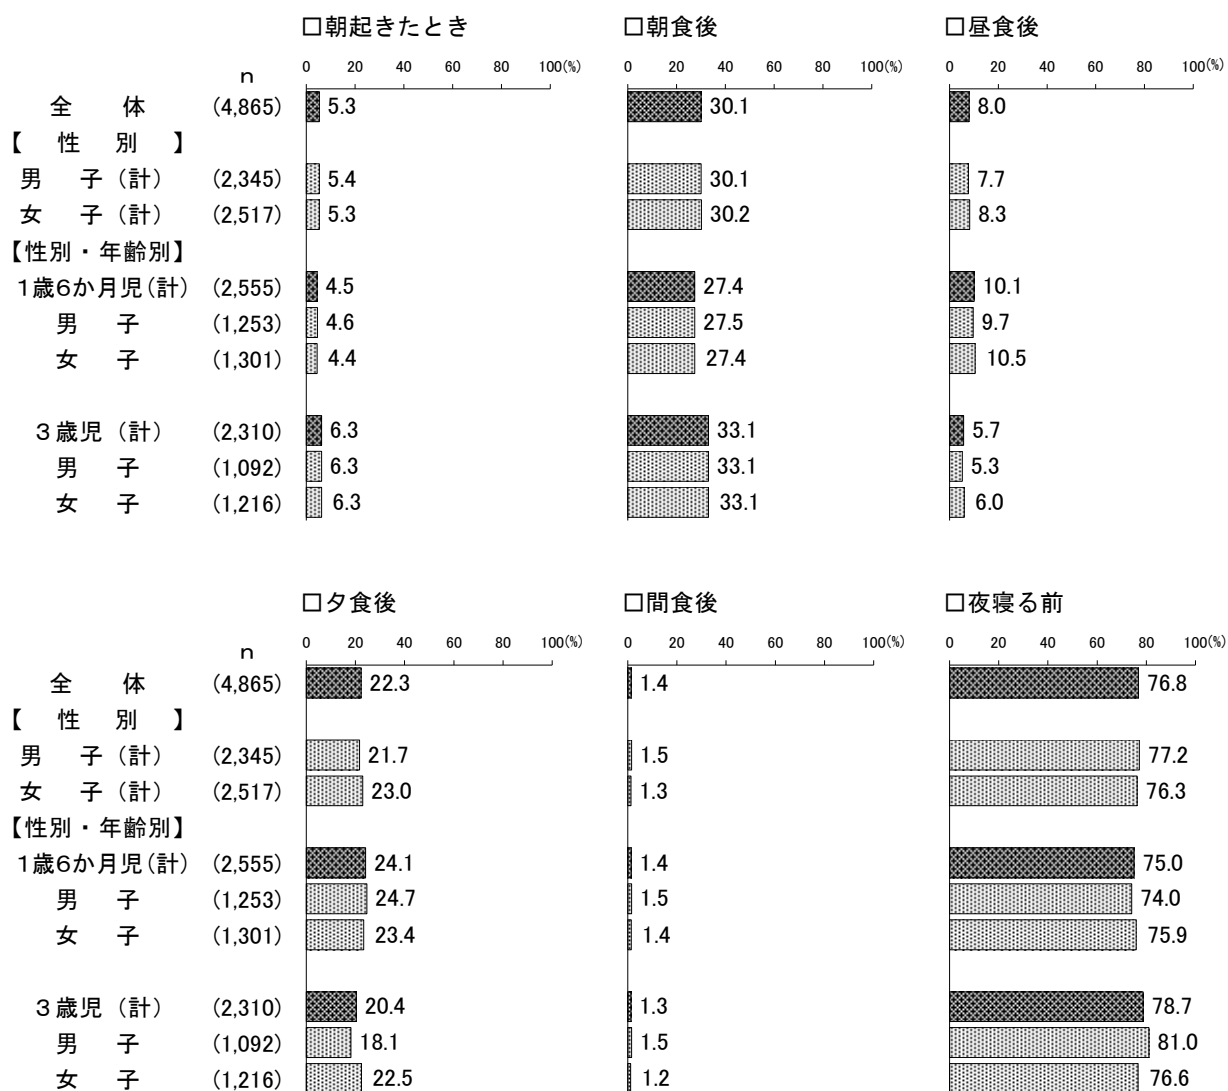 □朝起きたとき □朝食後 □昼食後
0 20 40 60 80 100(%) 0 20 40 60 80 100(%) 0 20 40 60 80 100(%)
n
全 体 (4,865) 5.3 30.1 8.0
【 性 別 】
男 子(計) (2,345) 5.4 30.1 7.7
女 子(計) (2,517) 5.3 30.2 8.3
【性別・年齢別】
1歳6か月児(計) (2,555) 4.5 27.4 10.1
男 子 (1,253) 4.6 27.5 9.7
女 子 (1,301) 4.4 27.4 10.5
3歳児(計) (2,310) 6.3 33.1 5.7
男 子 (1,092) 6.3 33.1 5.3
女 子 (1,216) 6.3 33.1 6.0
□夕食後 □間食後 □夜寝る前
0 20 40 60 80 100(%) 0 20 40 60 80 100(%) 0 20 40 60 80 100(%)
n
全 体 (4,865) 22.3 1.4 76.8
【 性 別 】
男 子(計) (2,345) 21.7 1.5 77.2
女 子(計) (2,517) 23.0 1.3 76.3
【性別・年齢別】
1歳6か月児(計) (2,555) 24.1 1.4 75.0
男 子 (1,253) 24.7 1.5 74.0
女 子 (1,301) 23.4 1.4 75.9
3歳児(計) (2,310) 20.4 1.3 78.7
男 子 (1,092) 18.1 1.5 81.0
女 子 (1,216) 22.5 1.2 76.6